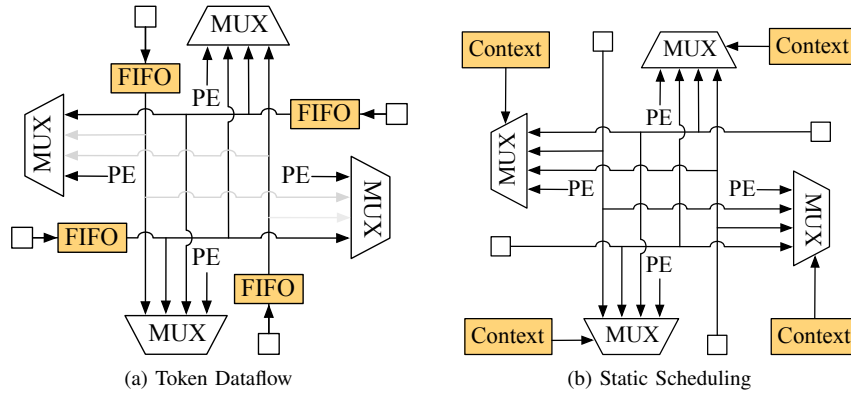 MUX
FIFO
PE
FIFO
MUX
PE
PE
MUX
FIFO
PE
FIFO
MUX
(a) Token Dataflow
Context
MUX
Context
PE
MUX
PE
PE
MUX
PE
Context
MUX
Context
(b) Static Scheduling